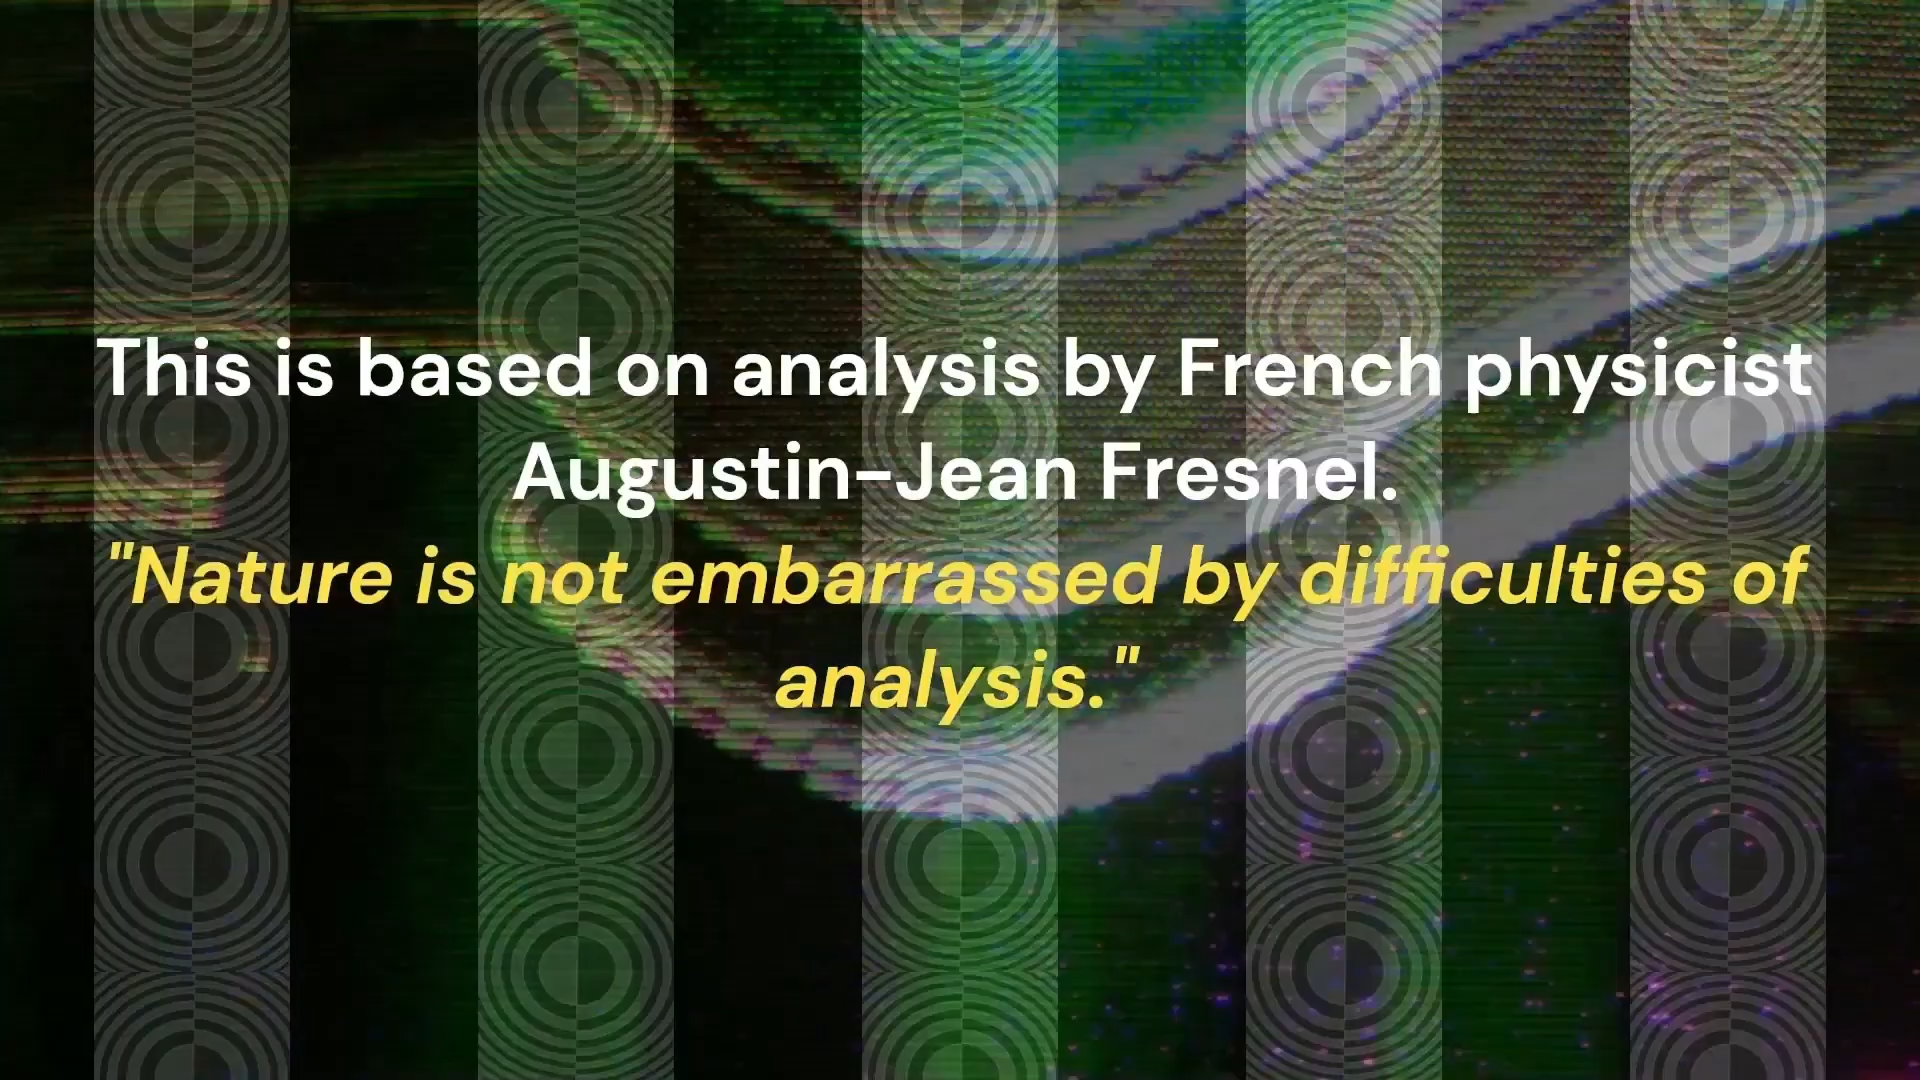 This is based on analysis by French physicist
Augustin-Jean Fresnel.
"Nature is not embarrassed by difficulties of
analysis."